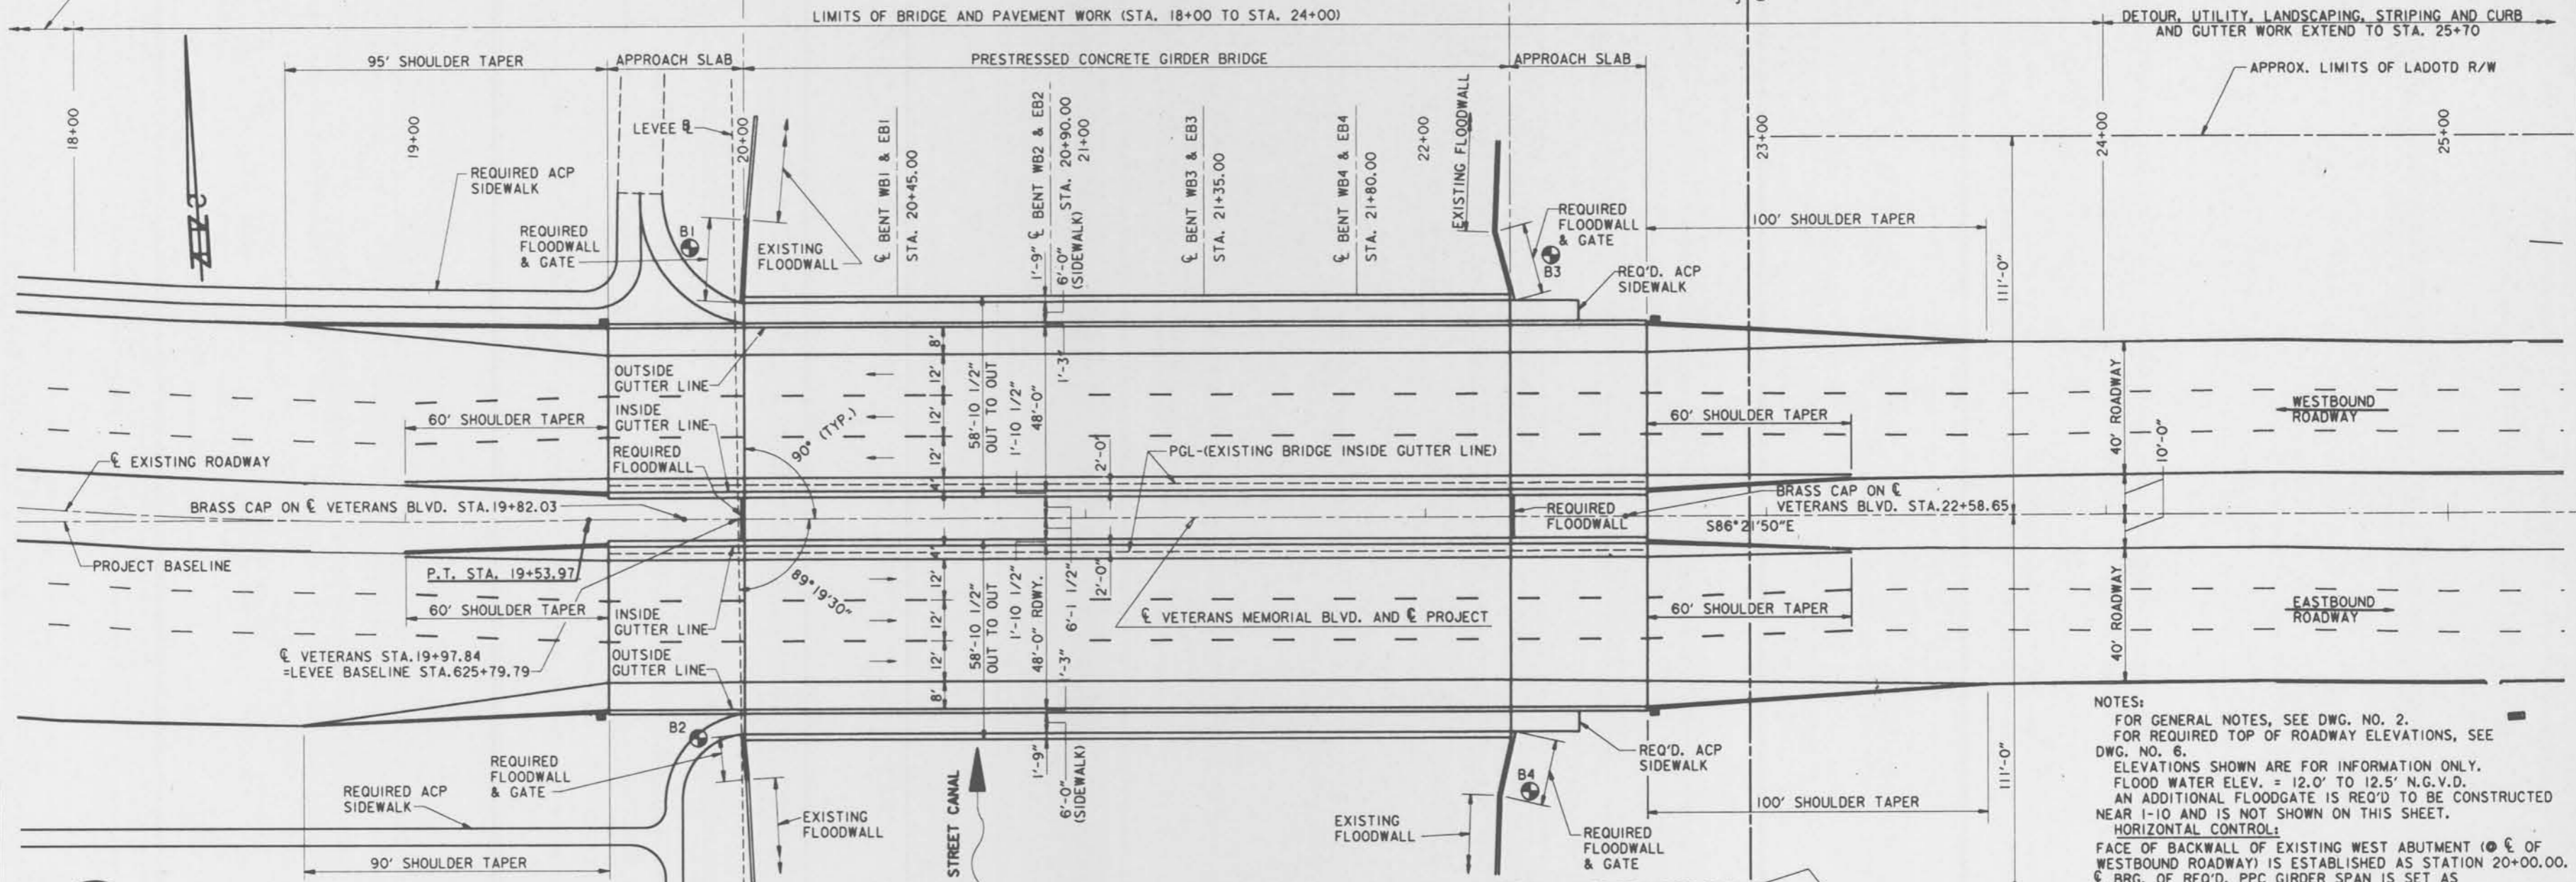 LIMITS OF BRIDGE AND PAVEMENT WORK (STA. 18+00 TO STA. 24+00)
DETOUR, UTILITY, LANDSCAPING, STRIPING AND CURB
AND GUTTER WORK EXTEND TO STA. 25+70
95' SHOULDER TAPER
APPROACH SLAB
PRESTRESSED CONCRETE GIRDER BRIDGE
APPROACH SLAB
APPROX. LIMITS OF LADOTD R/W
18+00
19+00
LEVEE ℄
20+00
℄ BENT WB1 & EB1
STA. 20+45.00
℄ BENT WB2 & EB2
STA. 20+90.00
21+00
℄ BENT WB3 & EB3
STA. 21+35.00
℄ BENT WB4 & EB4
STA. 21+80.00
22+00
EXISTING FLOODWALL
23+00
24+00
25+00
REQUIRED ACP
SIDEWALK
REQUIRED
FLOODWALL
& GATE
B1
EXISTING
FLOODWALL
1'-9"
6'-0"
(SIDEWALK)
REQUIRED
FLOODWALL
& GATE
B3
REQ'D. ACP
SIDEWALK
100' SHOULDER TAPER
111'-0"
OUTSIDE
GUTTER LINE
INSIDE
GUTTER LINE
REQUIRED
FLOODWALL
60' SHOULDER TAPER
90° (TYP.)
8'
12'
12'
12'
4'
58'-10 1/2"
OUT TO OUT
1'-10 1/2"
48'-0"
1'-3"
2'-0"
PGL-(EXISTING BRIDGE INSIDE GUTTER LINE)
60' SHOULDER TAPER
40' ROADWAY
10'-0"
WESTBOUND
ROADWAY
℄ EXISTING ROADWAY
BRASS CAP ON ℄ VETERANS BLVD. STA.19+82.03
REQUIRED
FLOODWALL
BRASS CAP ON ℄
VETERANS BLVD. STA.22+58.65
S86°21'50"E
PROJECT BASELINE
P.T. STA. 19+53.97
60' SHOULDER TAPER
INSIDE
GUTTER LINE
OUTSIDE
GUTTER LINE
89°19'30"
4'
12'
12'
12'
8'
58'-10 1/2"
OUT TO OUT
1'-10 1/2"
48'-0" RDWY.
6'-1 1/2"
1'-3"
2'-0"
℄ VETERANS MEMORIAL BLVD. AND ℄ PROJECT
60' SHOULDER TAPER
40' ROADWAY
EASTBOUND
ROADWAY
℄ VETERANS STA.19+97.84
=LEVEE BASELINE STA.625+79.79
B2
REQUIRED
FLOODWALL
& GATE
REQUIRED ACP
SIDEWALK
90' SHOULDER TAPER
EXISTING
FLOODWALL
STREET CANAL
1'-9"
6'-0"
(SIDEWALK)
EXISTING
FLOODWALL
B4
REQUIRED
FLOODWALL
& GATE
REQ'D. ACP
SIDEWALK
100' SHOULDER TAPER
111'-0"
NOTES:
FOR GENERAL NOTES, SEE DWG. NO. 2.
FOR REQUIRED TOP OF ROADWAY ELEVATIONS, SEE
DWG. NO. 6.
ELEVATIONS SHOWN ARE FOR INFORMATION ONLY.
FLOOD WATER ELEV. = 12.0' TO 12.5' N.G.V.D.
AN ADDITIONAL FLOODGATE IS REQ'D TO BE CONSTRUCTED
NEAR I-10 AND IS NOT SHOWN ON THIS SHEET.
HORIZONTAL CONTROL:
FACE OF BACKWALL OF EXISTING WEST ABUTMENT (@ ℄ OF
WESTBOUND ROADWAY) IS ESTABLISHED AS STATION 20+00.00.
℄ BRG. OF REQ'D. PPC GIRDER SPAN IS SET AS